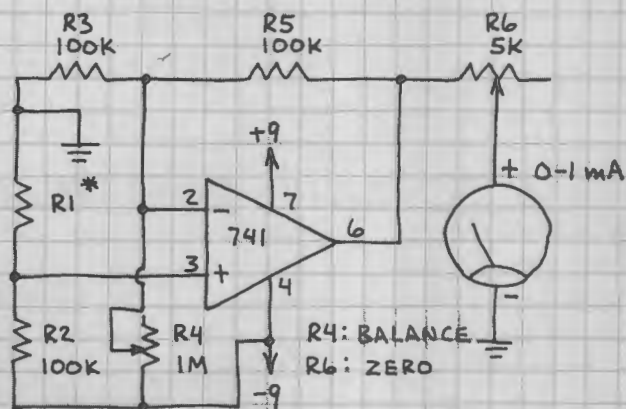 R3
100K
R5
100K
R6
5K
+9
R1 *
2 -
7
741
6
3 +
4
+ 0-1 mA
-
R2
100K
R4
1M
-9
R4: BALANCE
R6: ZERO